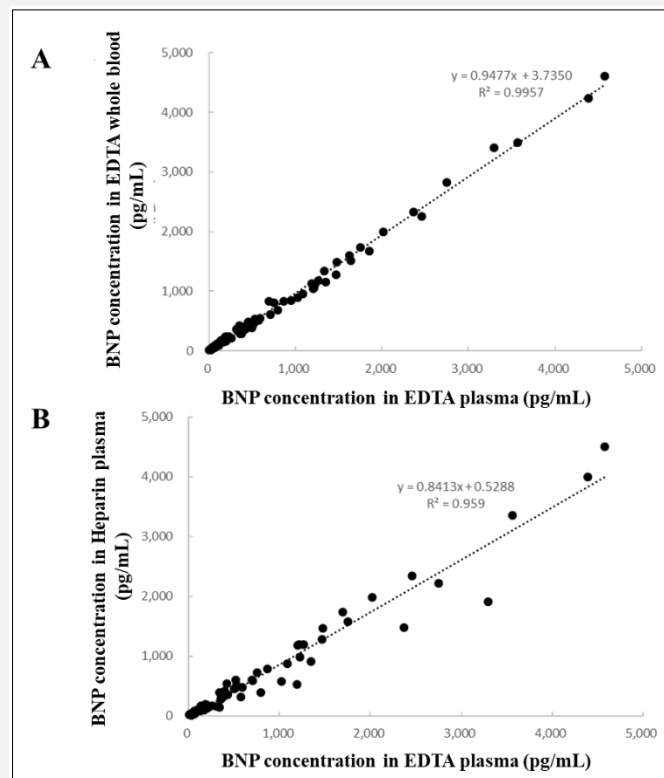 A
BNP concentration in EDTA whole blood
(pg/mL)
5,000
4,000
3,000
2,000
1,000
0
y = 0.9477x + 3.7350
R² = 0.9957
0
1,000
2,000
3,000
4,000
5,000
BNP concentration in EDTA plasma (pg/mL)
B
BNP concentration in Heparin plasma
(pg/mL)
5,000
4,000
3,000
2,000
1,000
0
y = 0.8413x + 0.5288
R² = 0.959
0
1,000
2,000
3,000
4,000
5,000
BNP concentration in EDTA plasma (pg/mL)